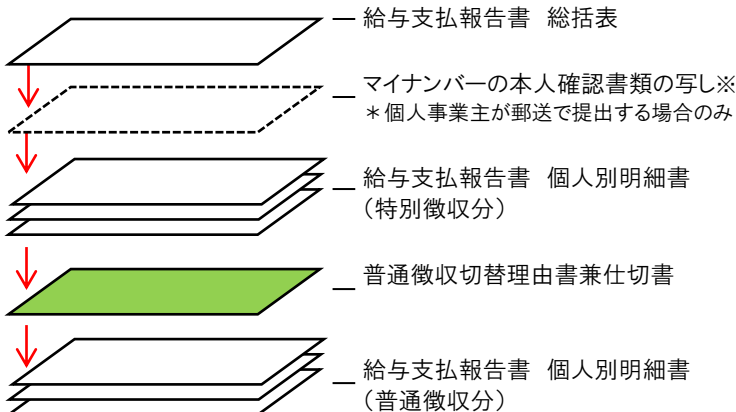 給与支払報告書 総括表
マイナンバーの本人確認書類の写し※
＊個人事業主が郵送で提出する場合のみ
給与支払報告書 個人別明細書
（特別徴収分）
普通徴収切替理由書兼仕切書
給与支払報告書 個人別明細書
（普通徴収分）